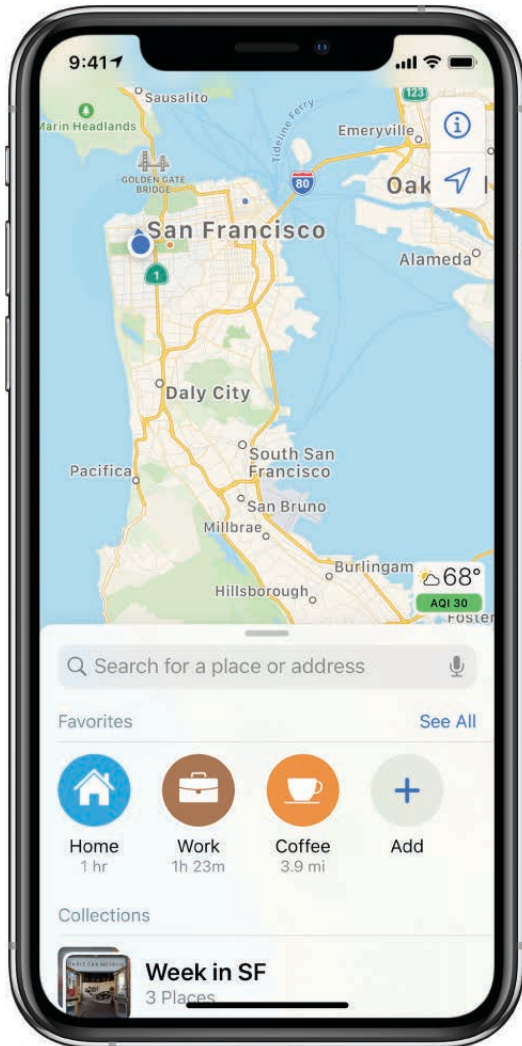 9:41
Sausalito
123
Marin Headlands
Tideline Ferry
Emeryville
GOLDEN GATE
BRIDGE
80
Oak
San Francisco
Alameda
1
Daly City
South San
Francisco
Pacifica
San Bruno
Millbrae
Burlingam
68°
Hillsborough
AQI 30
Foster
Search for a place or address
Favorites
See All
Home
Work
Coffee
Add
1 hr
1h 23m
3.9 mi
Collections
Week in SF
3 Places